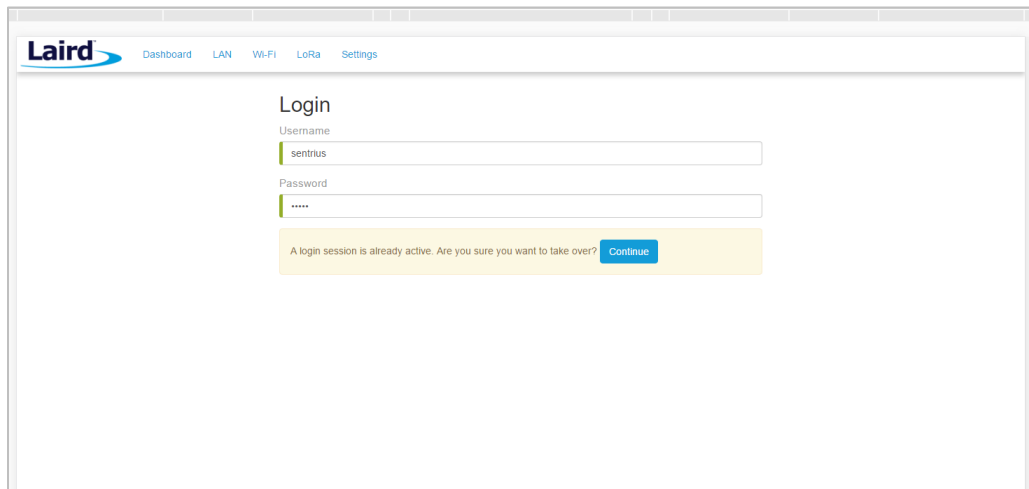 Laird Dashboard LAN Wi-Fi LoRa Settings
Login
Username
sentrius
Password
•••••
A login session is already active. Are you sure you want to take over? Continue